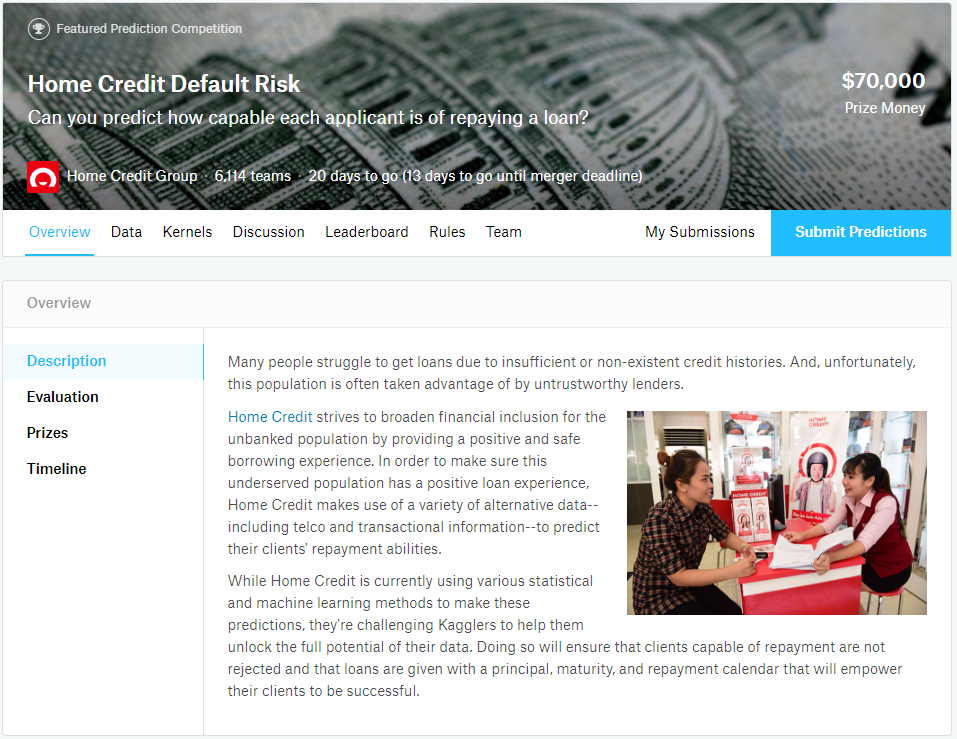 Featured Prediction Competition
Home Credit Default Risk
$70,000
Can you predict how capable each applicant is of repaying a loan?
Prize Money
Home Credit Group · 6,114 teams · 20 days to go (13 days to go until merger deadline)
Overview Data Kernels Discussion Leaderboard Rules Team My Submissions Submit Predictions
Overview
Description
Evaluation
Prizes
Timeline
Many people struggle to get loans due to insufficient or non-existent credit histories. And, unfortunately,
this population is often taken advantage of by untrustworthy lenders.
Home Credit strives to broaden financial inclusion for the
unbanked population by providing a positive and safe
borrowing experience. In order to make sure this
underserved population has a positive loan experience,
Home Credit makes use of a variety of alternative data--
including telco and transactional information--to predict
their clients' repayment abilities.
While Home Credit is currently using various statistical
and machine learning methods to make these
predictions, they're challenging Kagglers to help them
unlock the full potential of their data. Doing so will ensure that clients capable of repayment are not
rejected and that loans are given with a principal, maturity, and repayment calendar that will empower
their clients to be successful.
HOME
CREDIT
HOME CREDIT